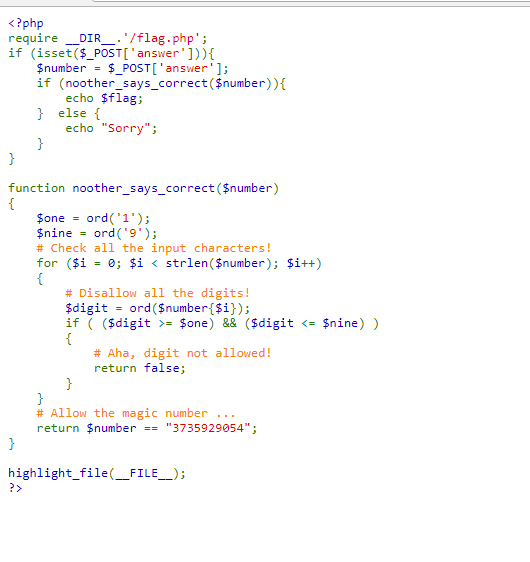 <?php
require __DIR__.'/flag.php';
if (isset($_POST['answer'])){
    $number = $_POST['answer'];
    if (noother_says_correct($number)){
        echo $flag;
    }  else {
        echo "Sorry";
    }
}

function noother_says_correct($number)
{
    $one = ord('1');
    $nine = ord('9');
    # Check all the input characters!
    for ($i = 0; $i < strlen($number); $i++)
    {
        # Disallow all the digits!
        $digit = ord($number{$i});
        if ( ($digit >= $one) && ($digit <= $nine) )
        {
            # Aha, digit not allowed!
            return false;
        }
    }
    # Allow the magic number ...
    return $number == "3735929054";
}

highlight_file(__FILE__);
?>